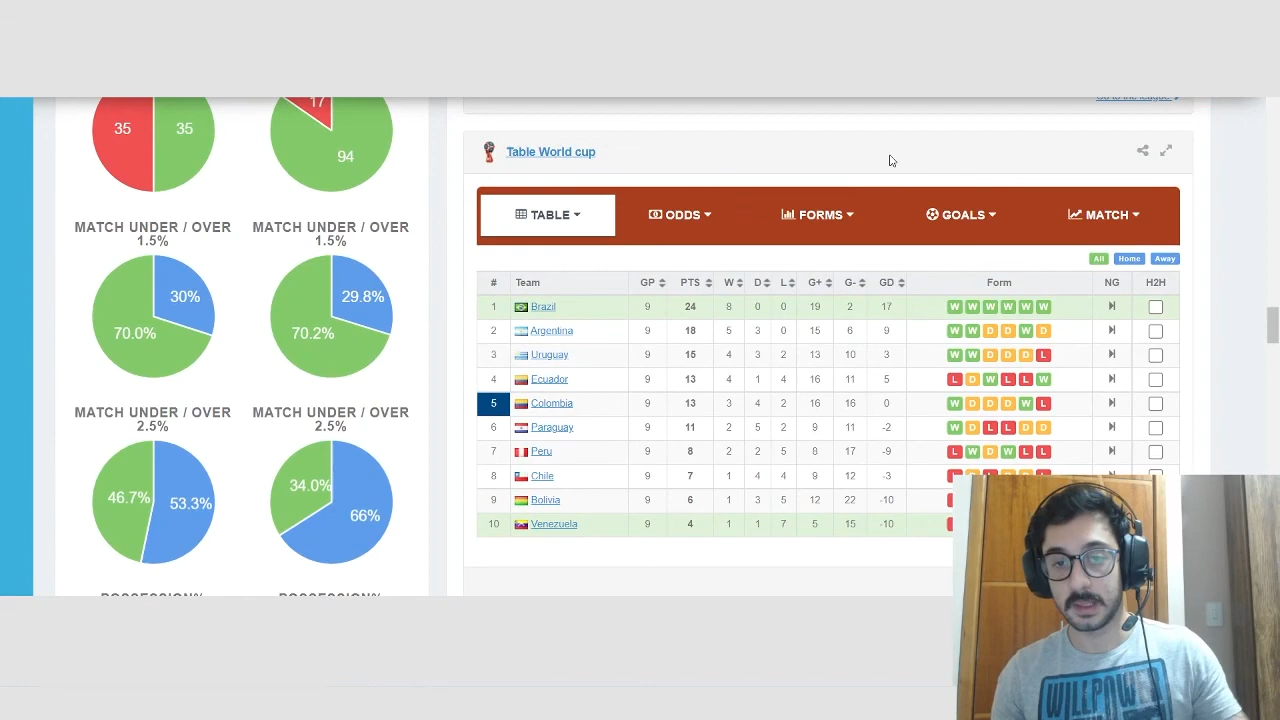 Go to the league
35 35
17
94
MATCH UNDER / OVER
1.5%
MATCH UNDER / OVER
1.5%
30%
70.0%
29.8%
70.2%
MATCH UNDER / OVER
2.5%
MATCH UNDER / OVER
2.5%
46.7%
53.3%
34.0%
66%
POSSESSION%
POSSESSION%
Table World cup
TABLE ODDS FORMS GOALS MATCH
All Home Away
# Team GP PTS W D L G+ G- GD Form NG H2H
1 Brazil 9 24 8 0 0 19 2 17 W W W W W W
2 Argentina 9 18 5 3 0 15 6 9 W W D D W D
3 Uruguay 9 15 4 3 2 13 10 3 W W D D D L
4 Ecuador 9 13 4 1 4 16 11 5 L D W L L W
5 Colombia 9 13 3 4 2 16 16 0 W D D D W L
6 Paraguay 9 11 2 5 2 9 11 -2 W D L L D D
7 Peru 9 8 2 2 5 8 17 -9 L W D W L L
8 Chile 9 7 1 4 4 9 12 -3
9 Bolivia 9 6 1 3 5 12 22 -10
10 Venezuela 9 4 1 1 7 5 15 -10
WILLPOW